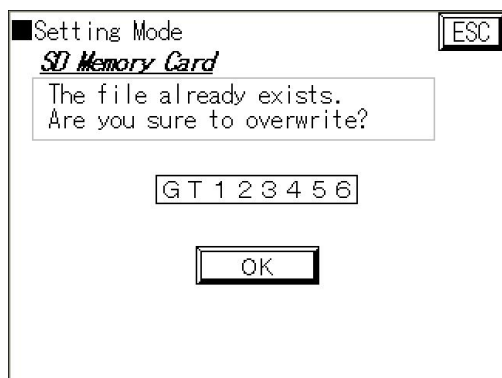 ■Setting Mode
ESC
SD Memory Card
The file already exists.
Are you sure to overwrite?
GT123456
OK